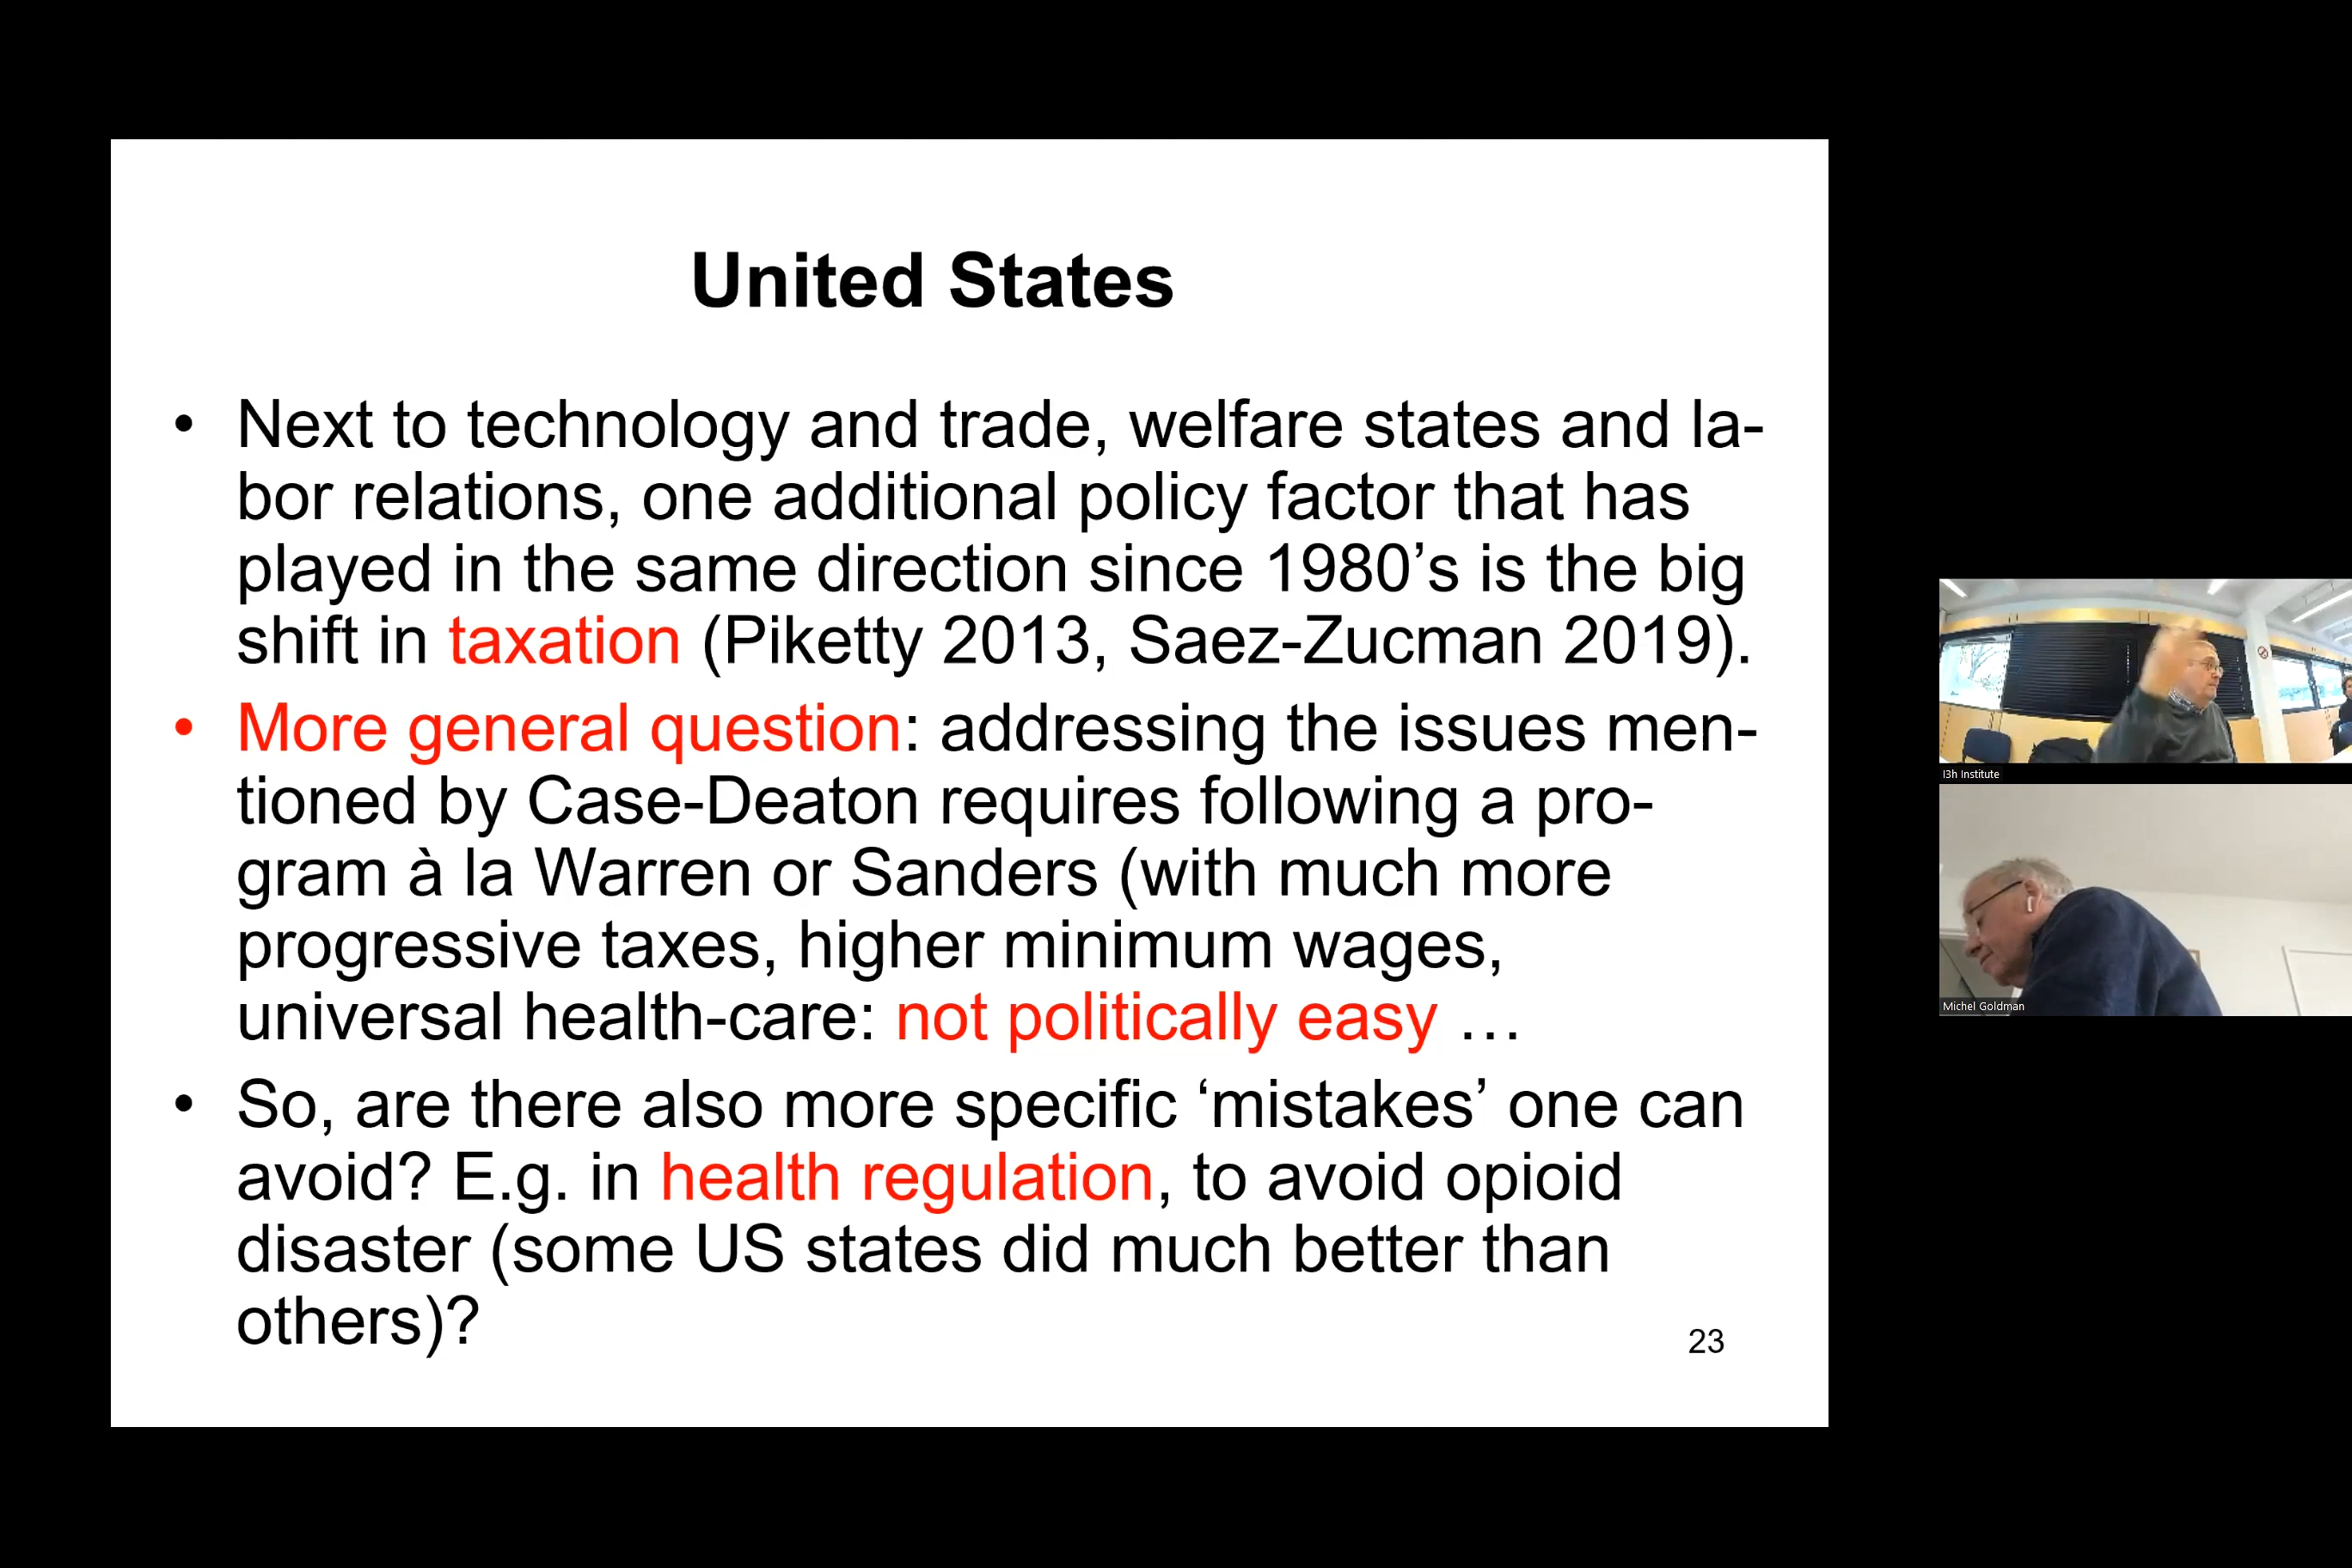 United States
• Next to technology and trade, welfare states and la-
bor relations, one additional policy factor that has
played in the same direction since 1980’s is the big
shift in taxation (Piketty 2013, Saez-Zucman 2019).
• More general question: addressing the issues men-
tioned by Case-Deaton requires following a pro-
gram à la Warren or Sanders (with much more
progressive taxes, higher minimum wages,
universal health-care: not politically easy …
• So, are there also more specific ‘mistakes’ one can
avoid? E.g. in health regulation, to avoid opioid
disaster (some US states did much better than
others)?
23
I3h Institute
Michel Goldman